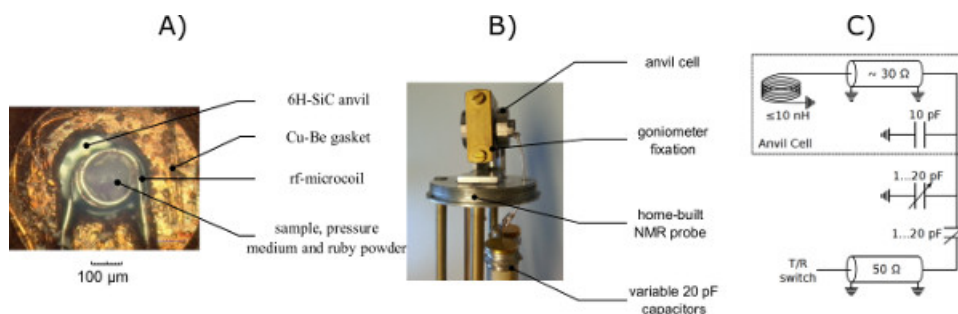 A)
6H-SiC anvil
Cu-Be gasket
rf-microcoil
sample, pressure
medium and ruby powder
100 µm
B)
anvil cell
goniometer
fixation
home-built
NMR probe
variable 20 pF
capacitors
C)
~ 30 Ω
≤10 nH
10 pF
Anvil Cell
1...20 pF
1...20 pF
T/R
switch
50 Ω